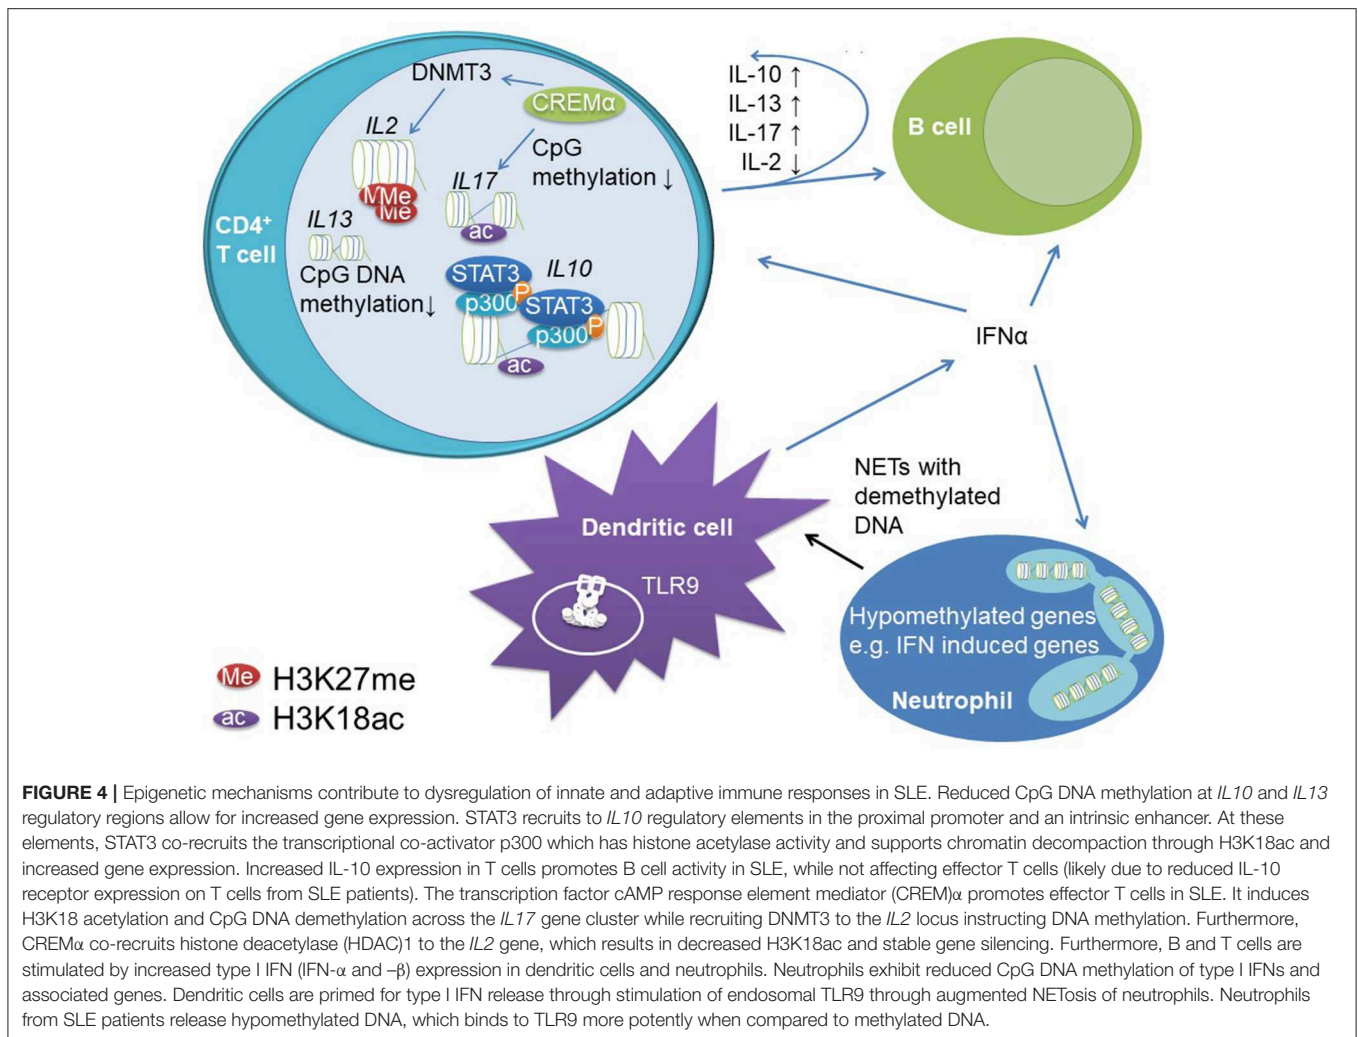 DNMT3
CREMα
IL2
CpG
methylation ↓
MMe
Me
IL17
ac
IL13
CD4+
T cell
CpG DNA
methylation↓
STAT3
IL10
p300
P
STAT3
p300
P
ac
IL-10 ↑
IL-13 ↑
IL-17 ↑
IL-2 ↓
B cell
IFNα
NETs with
demethylated
DNA
Dendritic cell
TLR9
Hypomethylated genes
e.g. IFN induced genes
Neutrophil
Me H3K27me
ac H3K18ac
FIGURE 4 | Epigenetic mechanisms contribute to dysregulation of innate and adaptive immune responses in SLE. Reduced CpG DNA methylation at IL10 and IL13
regulatory regions allow for increased gene expression. STAT3 recruits to IL10 regulatory elements in the proximal promoter and an intrinsic enhancer. At these
elements, STAT3 co-recruits the transcriptional co-activator p300 which has histone acetylase activity and supports chromatin decompaction through H3K18ac and
increased gene expression. Increased IL-10 expression in T cells promotes B cell activity in SLE, while not affecting effector T cells (likely due to reduced IL-10
receptor expression on T cells from SLE patients). The transcription factor cAMP response element mediator (CREM)α promotes effector T cells in SLE. It induces
H3K18 acetylation and CpG DNA demethylation across the IL17 gene cluster while recruiting DNMT3 to the IL2 locus instructing DNA methylation. Furthermore,
CREMα co-recruits histone deacetylase (HDAC)1 to the IL2 gene, which results in decreased H3K18ac and stable gene silencing. Furthermore, B and T cells are
stimulated by increased type I IFN (IFN-α and –β) expression in dendritic cells and neutrophils. Neutrophils exhibit reduced CpG DNA methylation of type I IFNs and
associated genes. Dendritic cells are primed for type I IFN release through stimulation of endosomal TLR9 through augmented NETosis of neutrophils. Neutrophils
from SLE patients release hypomethylated DNA, which binds to TLR9 more potently when compared to methylated DNA.